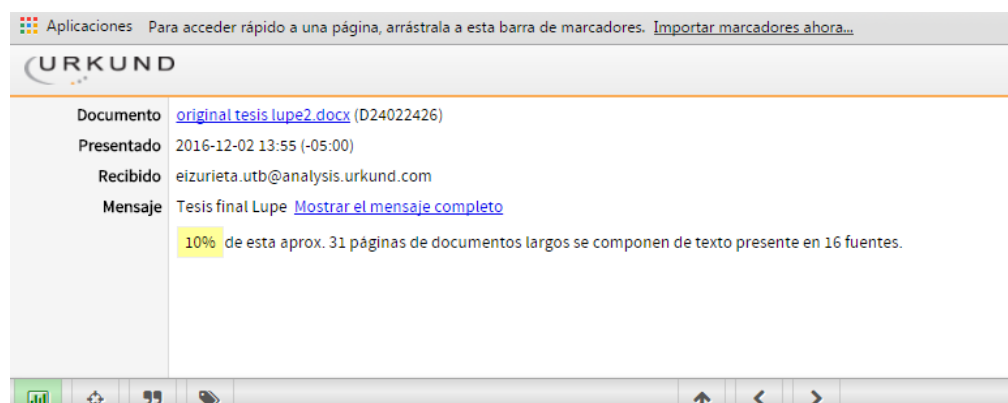 Aplicaciones Para acceder rápido a una página, arrástrala a esta barra de marcadores. Importar marcadores ahora...
URKUND
Documento original tesis lupe2.docx (D24022426)
Presentado 2016-12-02 13:55 (-05:00)
Recibido eizurieta.utb@analysis.urkund.com
Mensaje Tesis final Lupe Mostrar el mensaje completo
10% de esta aprox. 31 páginas de documentos largos se componen de texto presente en 16 fuentes.